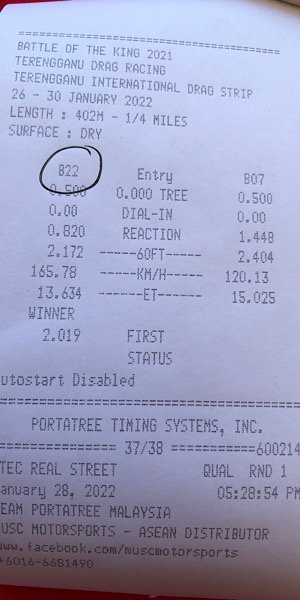 =====================================
BATTLE OF THE KING 2021
TERENGGANU DRAG RACING
TERENGGANU INTERNATIONAL DRAG STRIP
26 - 30 JANUARY 2022
LENGTH : 402M - 1/4 MILES
SURFACE : DRY
B22 Entry B07
0.500 0.000 TREE 0.500
0.00 DIAL-IN 0.00
0.820 REACTION 1.448
2.172 -----60FT----- 2.404
165.78 -----KM/H----- 120.13
13.634 ------ET------ 15.025
WINNER
2.019 FIRST
STATUS
utostart Disabled
=====================================
PORTATREE TIMING SYSTEMS, INC.
============== 37/38 ===========600214
TEC REAL STREET QUAL RND 1
anuary 28, 2022 05:28:54 PM
EAM PORTATREE MALAYSIA
USC MOTORSPORTS - ASEAN DISTRIBUTOR
www.facebook.com/muscmotorsports
+6016-6681490